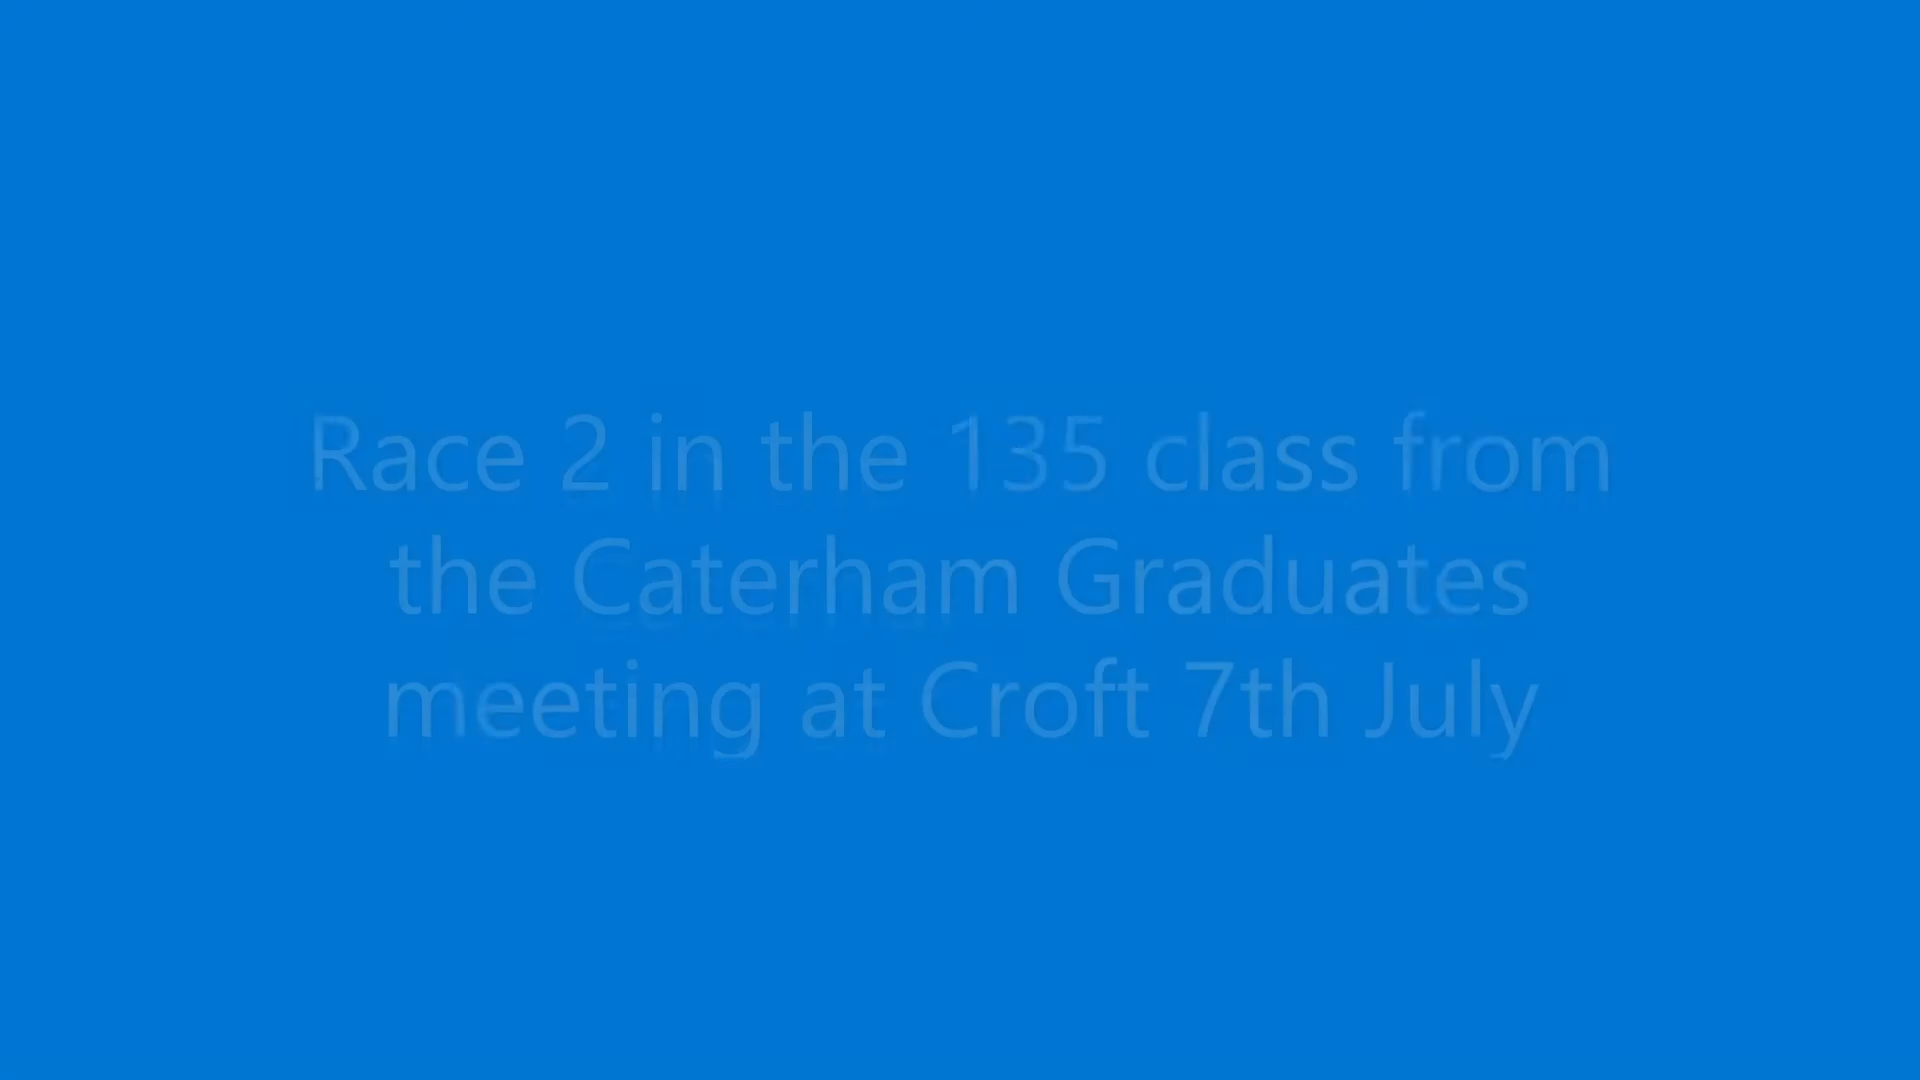 Race 2 in the 135 class from
the Caterham Graduates
meeting at Croft 7th July